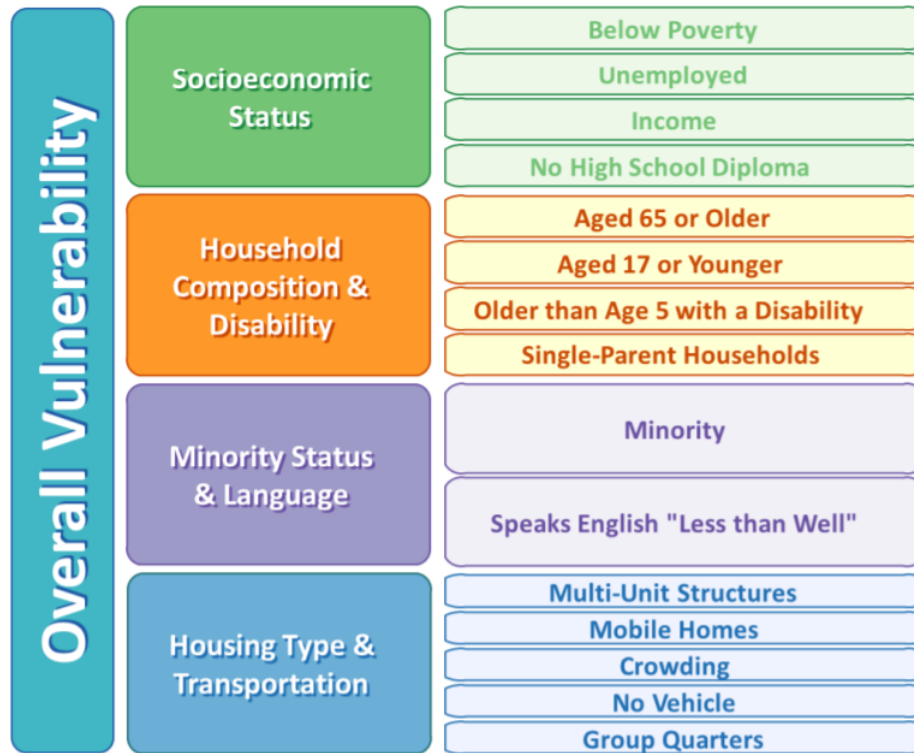 Overall Vulnerability
Socioeconomic
Status
Below Poverty
Unemployed
Income
No High School Diploma
Household
Composition &
Disability
Aged 65 or Older
Aged 17 or Younger
Older than Age 5 with a Disability
Single-Parent Households
Minority Status
& Language
Minority
Speaks English "Less than Well"
Housing Type &
Transportation
Multi-Unit Structures
Mobile Homes
Crowding
No Vehicle
Group Quarters